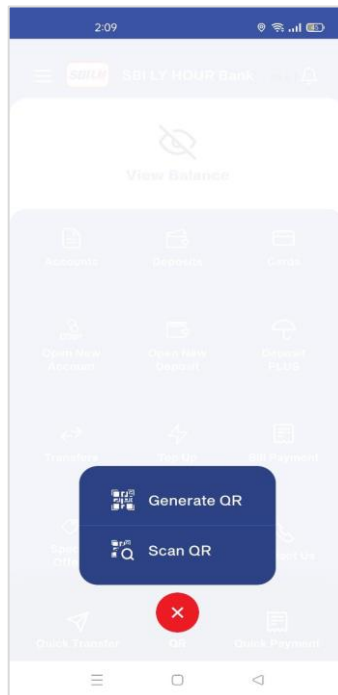 2:09
SBI LY HOUR Bank
View Balance
Accounts
Deposits
Cards
Open New
Account
Open New
Deposit
Deposit
PLUS
Transfers
Top Up
Bill Payment
Generate QR
Scan QR
Quick Transfer
QR
Quick Payment